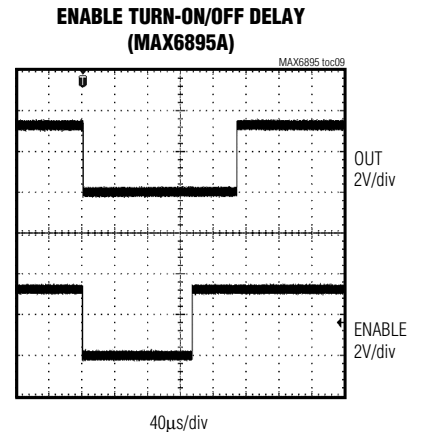 ENABLE TURN-ON/OFF DELAY
(MAX6895A)
MAX6895 toc09
T
OUT
2V/div
ENABLE
2V/div
40µs/div